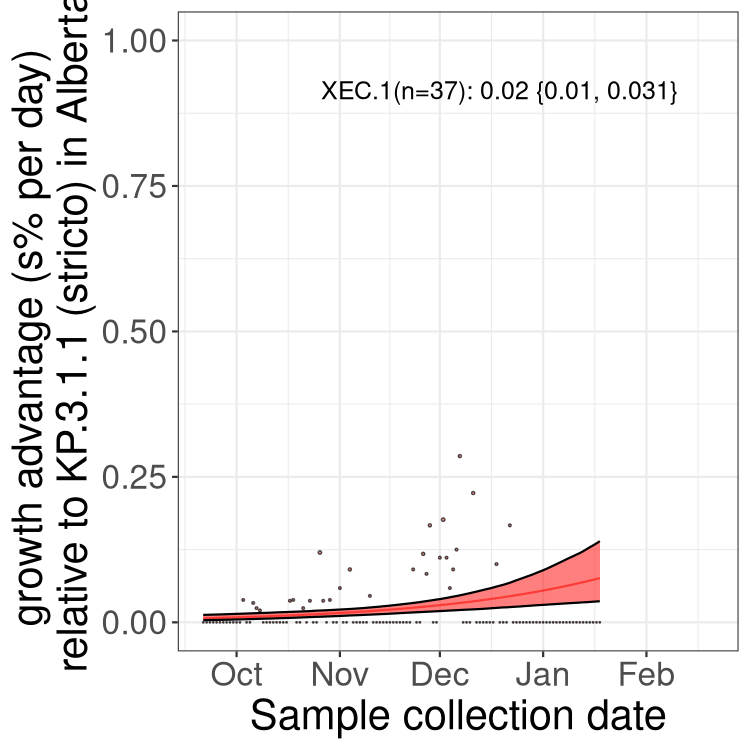 growth advantage (s% per day)
relative to KP.3.1.1 (stricto) in Alberta
1.00
0.75
0.50
0.25
0.00
XEC.1(n=37): 0.02 {0.01, 0.031}
Oct Nov Dec Jan Feb
Sample collection date